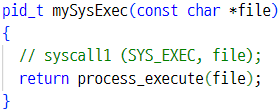 pid_t mySysExec(const char *file)
{
  // syscall1 (SYS_EXEC, file);
  return process_execute(file);
}